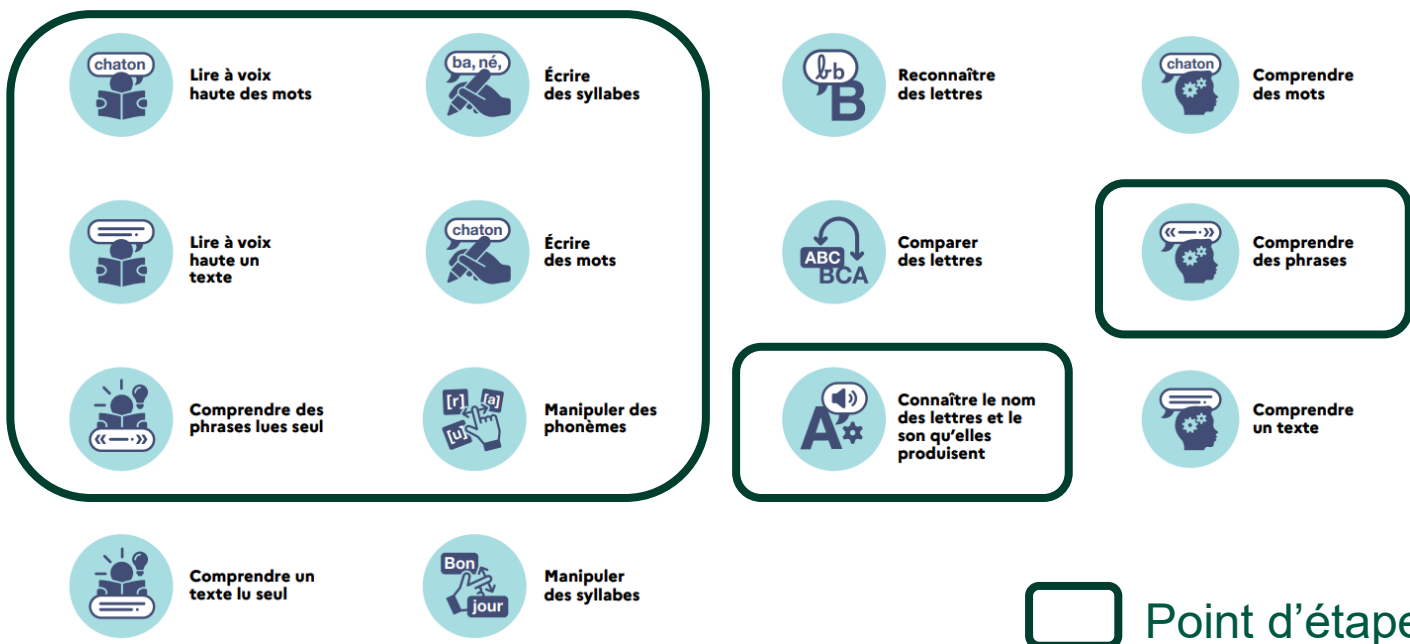 chaton
Lire à voix
haute des mots
ba, né,
Écrire
des syllabes
b b
B
Reconnaître
des lettres
chaton
Comprendre
des mots
Lire à voix
haute un
texte
chaton
Écrire
des mots
ABC
BCA
Comparer
des lettres
«—·»
Comprendre
des phrases
«—·»
Comprendre des
phrases lues seul
[r] [a]
[u]
Manipuler des
phonèmes
A
Connaître le nom
des lettres et le
son qu'elles
produisent
Comprendre
un texte
Comprendre un
texte lu seul
Bon
jour
Manipuler
des syllabes
Point d'étape